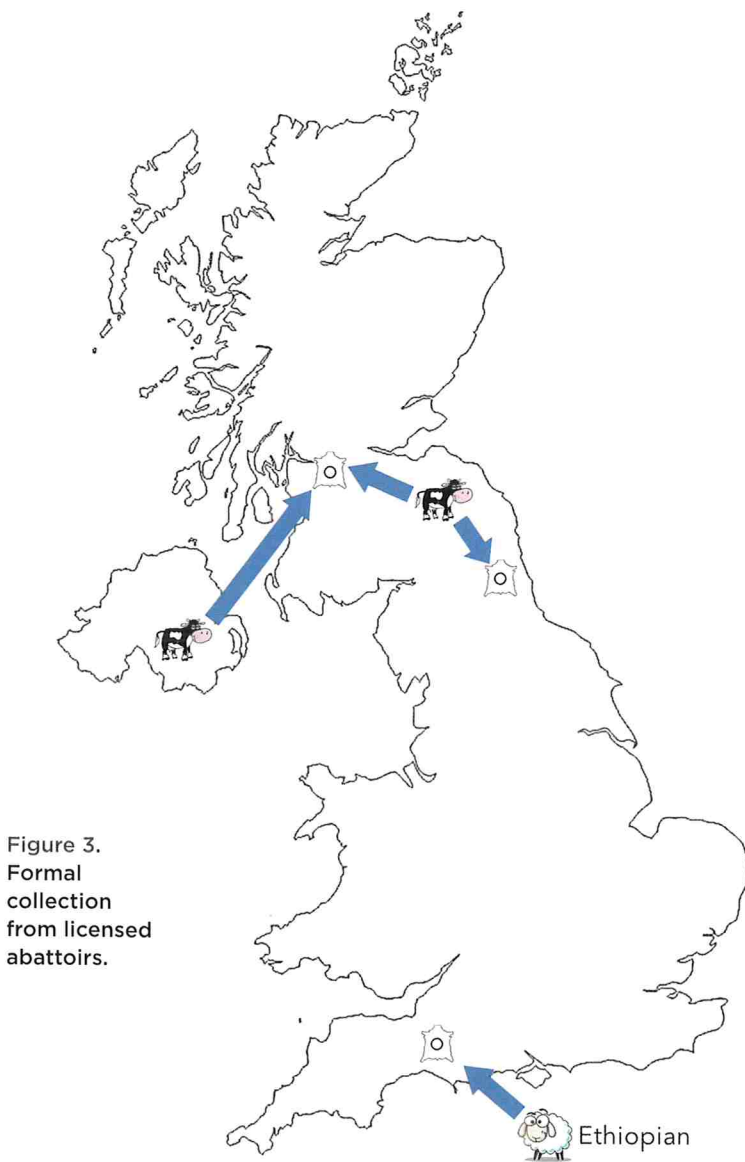 Figure 3.
Formal
collection
from licensed
abattoirs.
Ethiopian